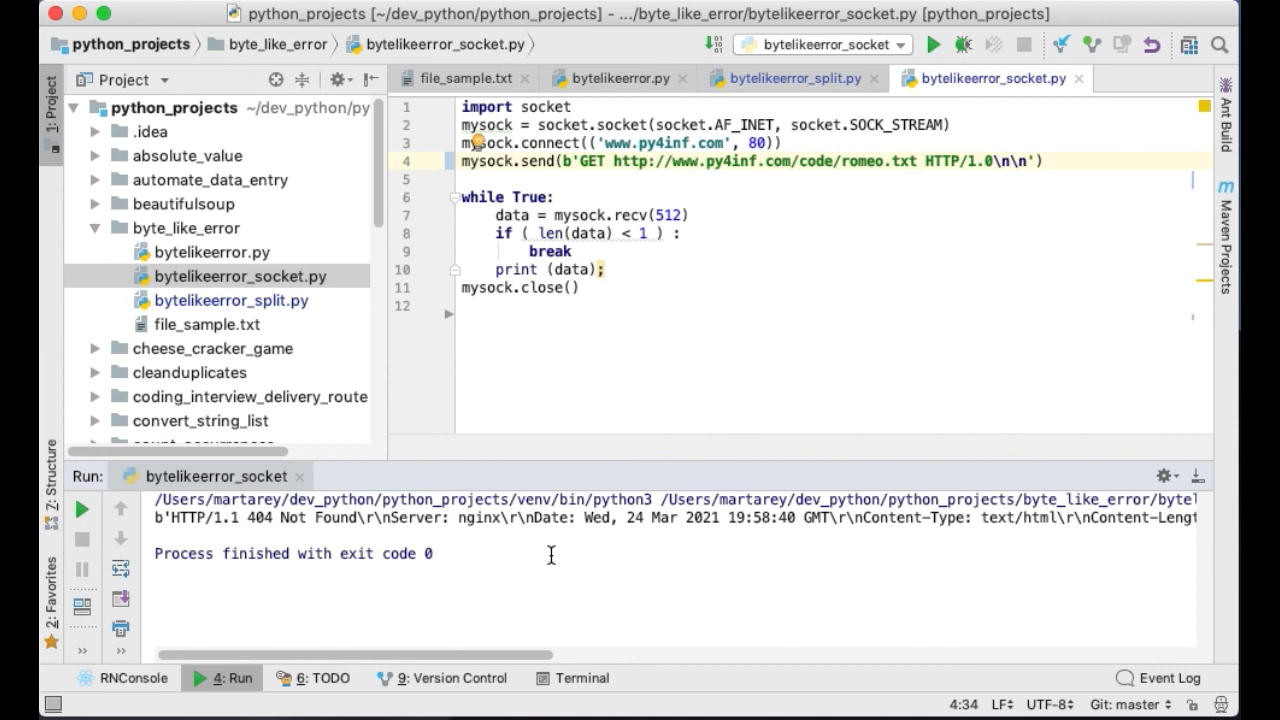 python_projects [~/dev_python/python_projects] - .../byte_like_error/bytelikeerror_socket.py [python_projects]
python_projects byte_like_error bytelikeerror_socket.py bytelikeerror_socket
Project
file_sample.txt bytelikeerror.py bytelikeerror_split.py bytelikeerror_socket.py
1: Project
python_projects ~/dev_python/py
.idea
absolute_value
automate_data_entry
beautifulsoup
byte_like_error
bytelikeerror.py
bytelikeerror_socket.py
bytelikeerror_split.py
file_sample.txt
cheese_cracker_game
cleanduplicates
coding_interview_delivery_route
convert_string_list
1 import socket
2 mysock = socket.socket(socket.AF_INET, socket.SOCK_STREAM)
3 mysock.connect(('www.py4inf.com', 80))
4 mysock.send(b'GET http://www.py4inf.com/code/romeo.txt HTTP/1.0\n\n')
5
6 while True:
7 data = mysock.recv(512)
8 if ( len(data) < 1 ) :
9 break
10 print (data);
11 mysock.close()
12
Ant Build
m Maven Projects
Z: Structure
2: Favorites
Run: bytelikeerror_socket
/Users/martarey/dev_python/python_projects/venv/bin/python3 /Users/martarey/dev_python/python_projects/byte_like_error/bytel
b'HTTP/1.1 404 Not Found\r\nServer: nginx\r\nDate: Wed, 24 Mar 2021 19:58:40 GMT\r\nContent-Type: text/html\r\nContent-Lengt
Process finished with exit code 0
RNConsole 4: Run 6: TODO 9: Version Control Terminal Event Log
4:34 LF UTF-8 Git: master